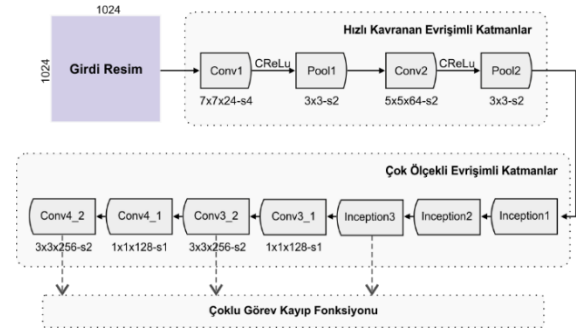 1024
Hızlı Kavranan Evrişimli Katmanlar
1024
Girdi Resim
Conv1
CReLu
Pool1
Conv2
CReLu
Pool2
7x7x24-s4
3x3-s2
5x5x64-s2
3x3-s2
Çok Ölçekli Evrişimli Katmanlar
Conv4_2
Conv4_1
Conv3_2
Conv3_1
Inception3
Inception2
Inception1
3x3x256-s2
1x1x128-s1
3x3x256-s2
1x1x128-s1
Çoklu Görev Kayıp Fonksiyonu